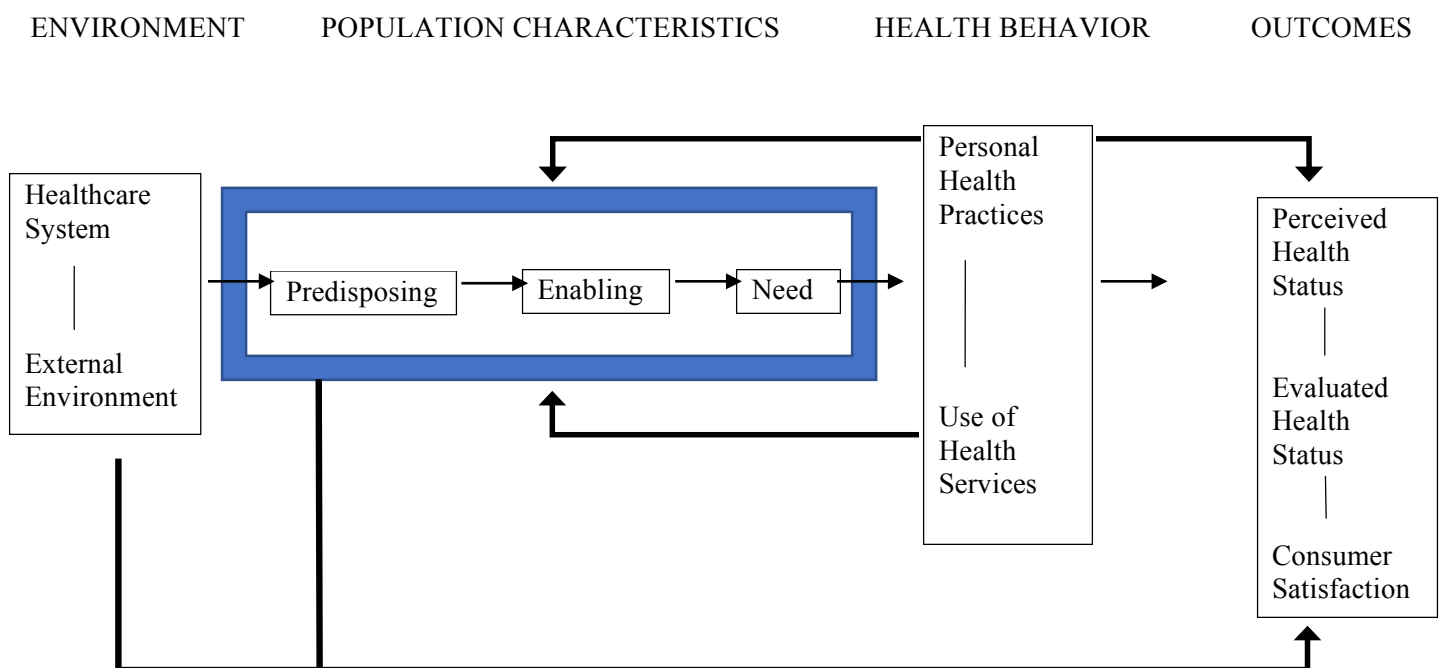 ENVIRONMENT POPULATION CHARACTERISTICS HEALTH BEHAVIOR OUTCOMES
Healthcare
System
External
Environment
Predisposing
Enabling
Need
Personal
Health
Practices
Use of
Health
Services
Perceived
Health
Status
Evaluated
Health
Status
Consumer
Satisfaction